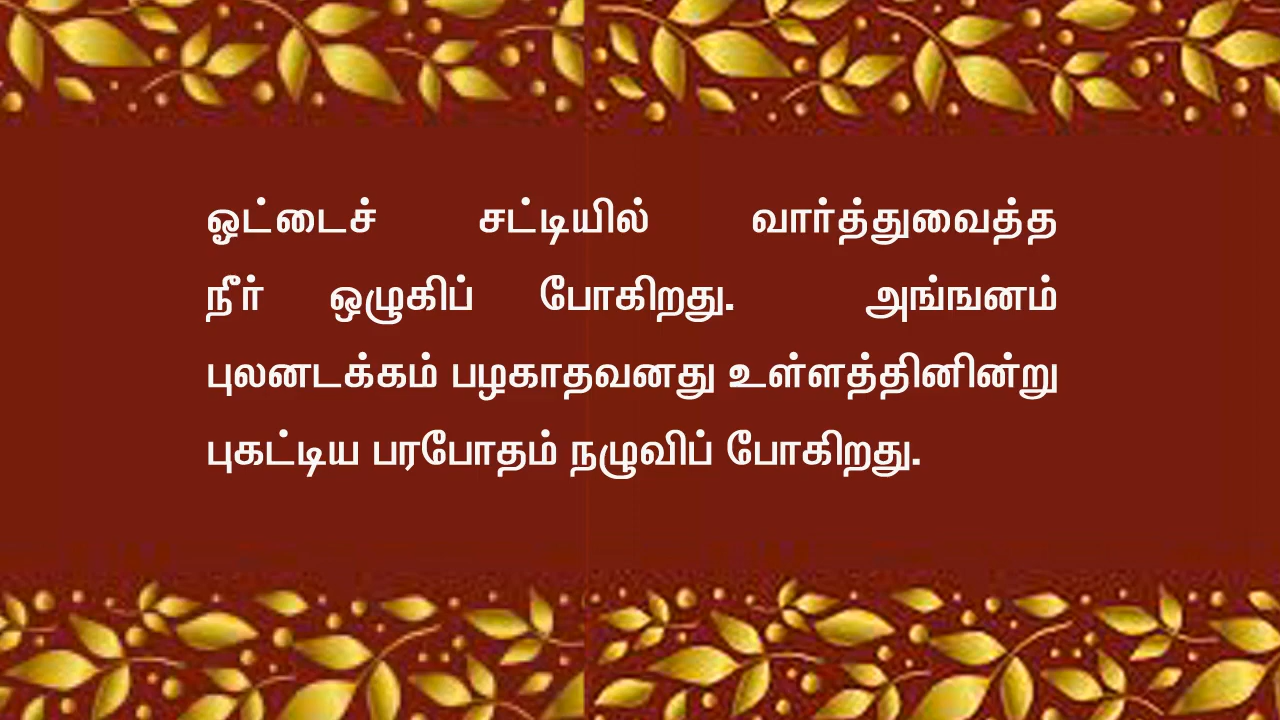 ஓட்டைச் சட்டியில் வார்த்துவைத்த
நீர் ஒழுகிப் போகிறது. அங்ஙனம்
புலனடக்கம் பழகாதவனது உள்ளத்தினின்று
புகட்டிய பரபோதம் நழுவிப் போகிறது.